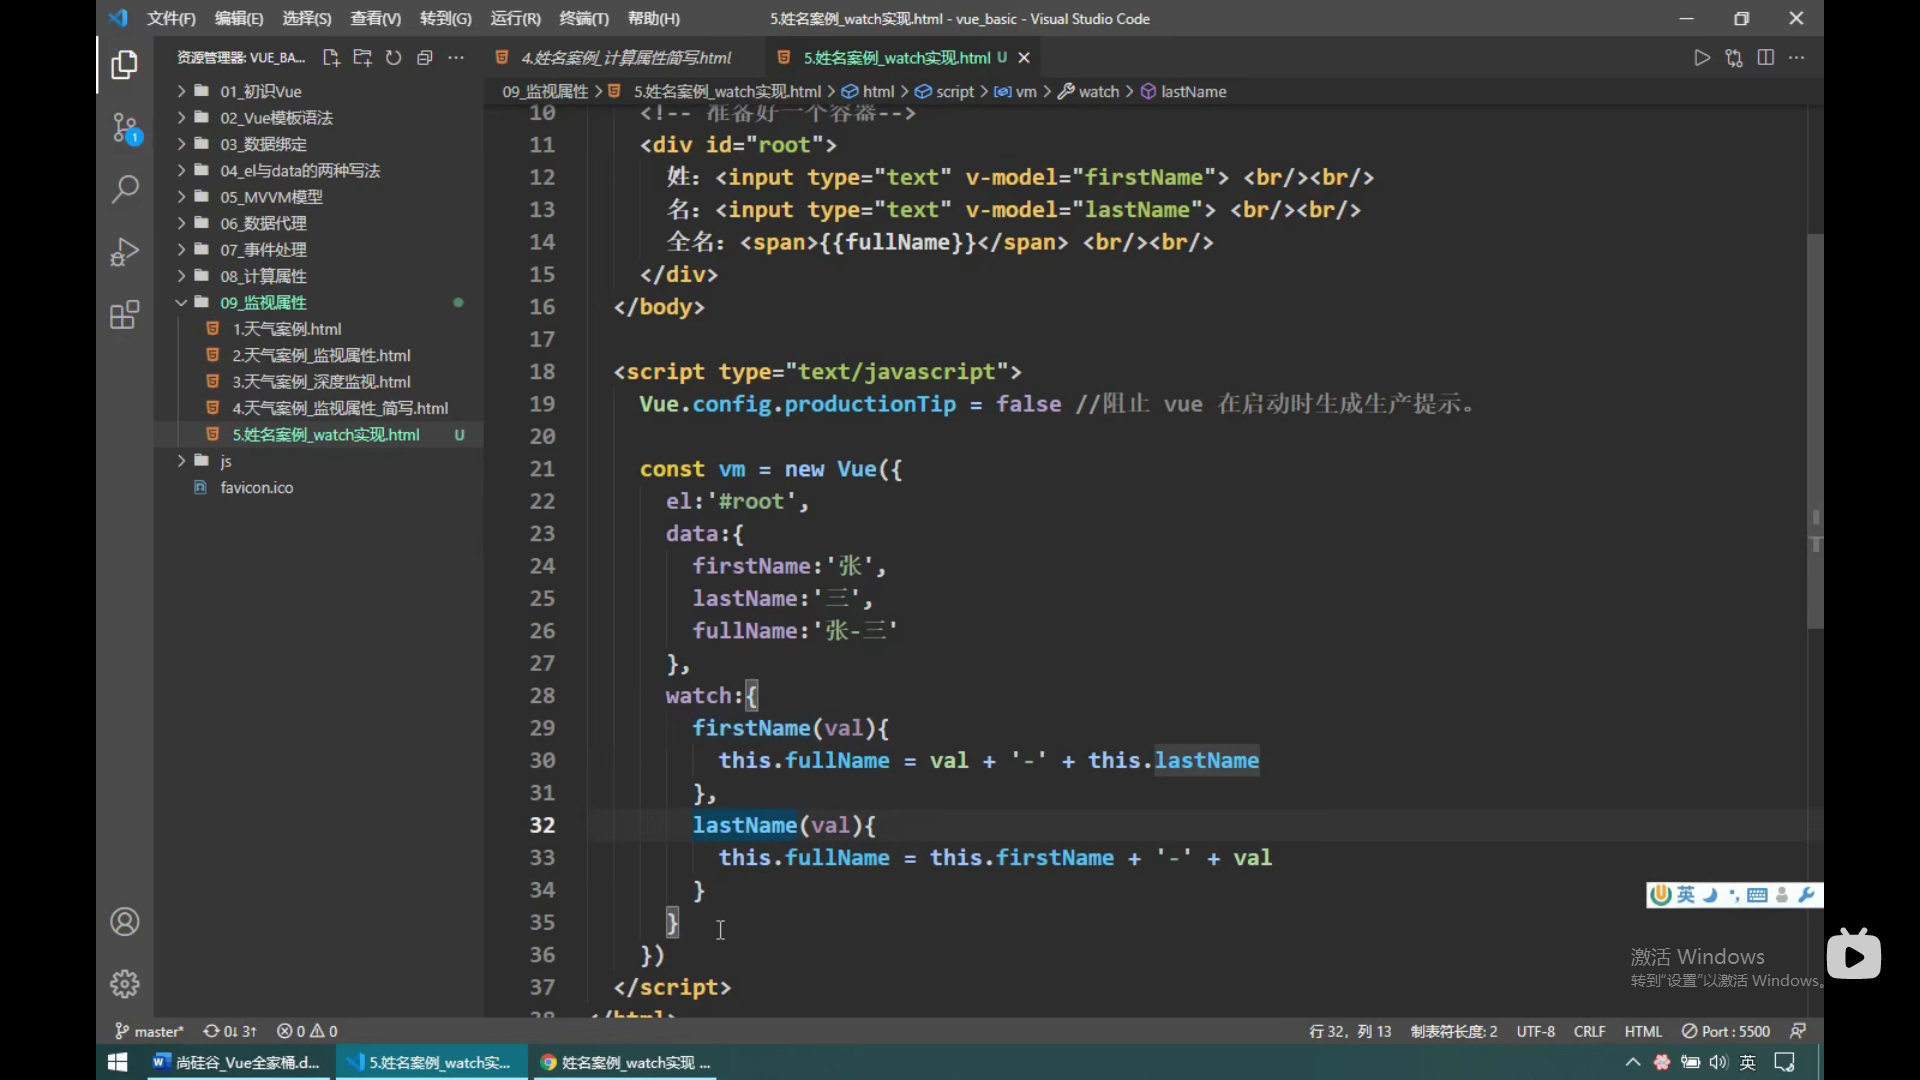 文件(F) 编辑(E) 选择(S) 查看(V) 转到(G) 运行(R) 终端(T) 帮助(H) 5.姓名案例_watch实现.html - vue_basic - Visual Studio Code
资源管理器: VUE_BA...
4.姓名案例_计算属性简写.html
5.姓名案例_watch实现.html U
09_监视属性 > 5.姓名案例_watch实现.html > html > script > vm > watch > lastName
01_初识Vue
02_Vue模板语法
03_数据绑定
04_el与data的两种写法
05_MVVM模型
06_数据代理
07_事件处理
08_计算属性
09_监视属性
1.天气案例.html
2.天气案例_监视属性.html
3.天气案例_深度监视.html
4.天气案例_监视属性_简写.html
5.姓名案例_watch实现.html U
js
favicon.ico
1
10 <!-- 准备好一个容器-->
11 <div id="root">
12 姓: <input type="text" v-model="firstName"> <br/><br/>
13 名: <input type="text" v-model="lastName"> <br/><br/>
14 全名: <span>{{fullName}}</span> <br/><br/>
15 </div>
16 </body>
17
18 <script type="text/javascript">
19 Vue.config.productionTip = false //阻止 vue 在启动时生成生产提示。
20
21 const vm = new Vue({
22 el:'#root',
23 data:{
24 firstName:'张',
25 lastName:'三',
26 fullName:'张-三'
27 },
28 watch:{
29 firstName(val){
30 this.fullName = val + '-' + this.lastName
31 },
32 lastName(val){
33 this.fullName = this.firstName + '-' + val
34 }
35 }
36 })
37 </script>
38 </html>
英
激活 Windows
转到“设置”以激活 Windows。
master* 0↓ 3↑ 0 0 行 32, 列 13 制表符长度: 2 UTF-8 CRLF HTML Port : 5500
尚硅谷_Vue全家桶.d... 5.姓名案例_watch实... 姓名案例_watch实现 ... 英